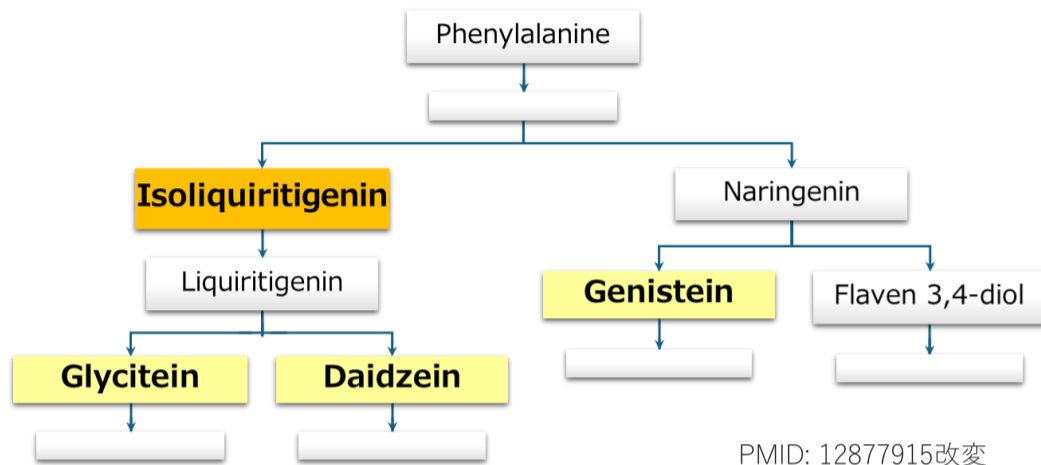 Phenylalanine
Isoliquiritigenin
Naringenin
Liquiritigenin
Genistein
Flaven 3,4-diol
Glycitein
Daidzein
PMID: 12877915改変